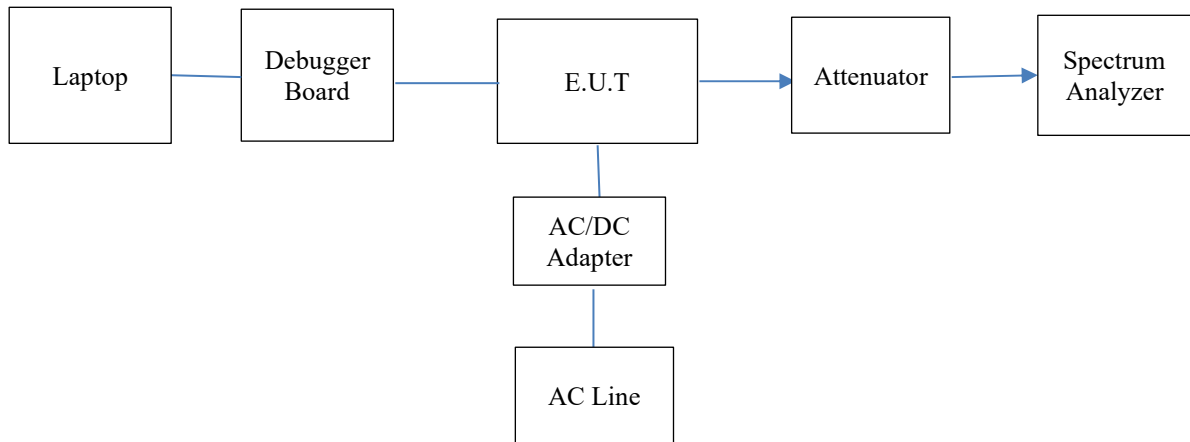 Laptop
Debugger
Board
E.U.T
Attenuator
Spectrum
Analyzer
AC/DC
Adapter
AC Line